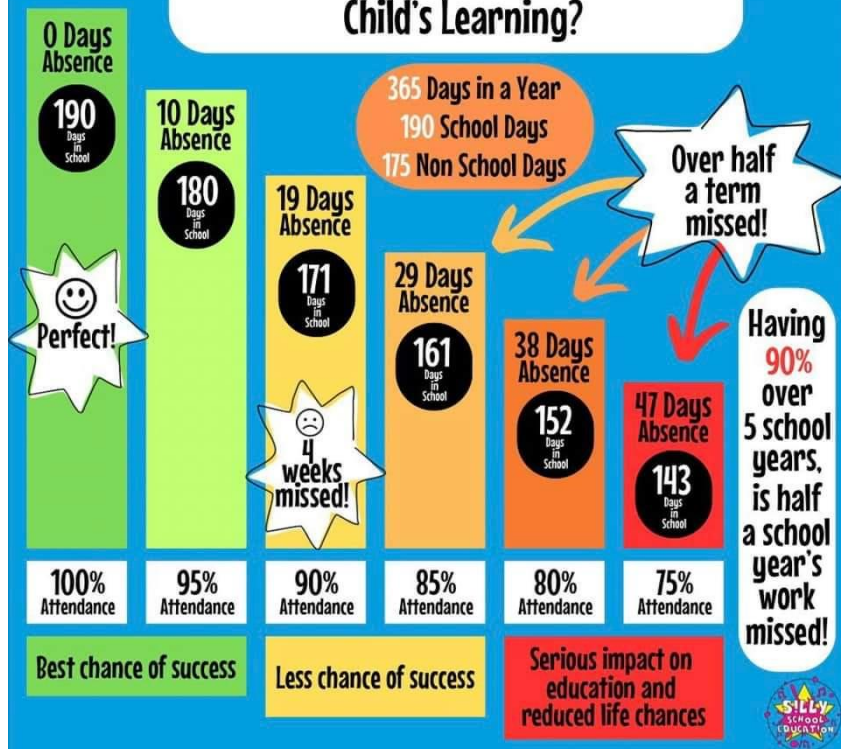 Child's Learning?
0 Days
Absence
190
Days
in
School
Perfect!
10 Days
Absence
180
Days
in
School
365 Days in a Year
190 School Days
175 Non School Days
Over half
a term
missed!
19 Days
Absence
171
Days
in
School
4
weeks
missed!
29 Days
Absence
161
Days
in
School
38 Days
Absence
152
Days
in
School
47 Days
Absence
143
Days
in
School
Having
90%
over
5 school
years,
is half
a school
year's
work
missed!
100%
Attendance
95%
Attendance
90%
Attendance
85%
Attendance
80%
Attendance
75%
Attendance
Best chance of success
Less chance of success
Serious impact on
education and
reduced life chances
SILLY
SCHOOL
EDUCATION